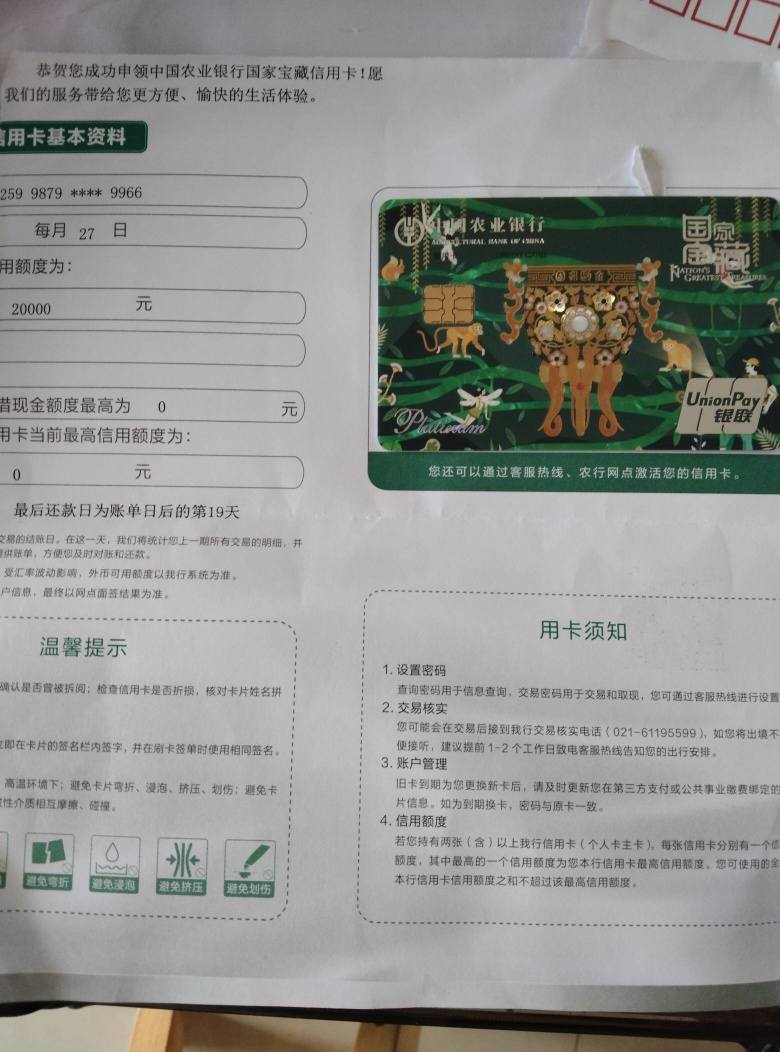 恭贺您成功申领中国农业银行国家宝藏信用卡！愿
我们的服务带给您更方便、愉快的生活体验。
信用卡基本资料
259 9879 **** 9966
每月 27 日
用额度为：
20000 元
借现金额度最高为 0 元
用卡当前最高信用额度为：
0 元
最后还款日为账单日后的第19天
交易的结账日。在这一天，我们将统计您上一期所有交易的明细，并
提供账单，方便您及时对账和还款。
受汇率波动影响，外币可用额度以我行系统为准。
户信息，最终以网点面签结果为准。
中国农业银行
AGRICULTURAL BANK OF CHINA
国家宝藏
NATION'S
GREATEST TREASURES
Platinum
UnionPay
银联
您还可以通过客服热线、农行网点激活您的信用卡。
温馨提示
确认是否曾被拆阅；检查信用卡是否折损，核对卡片姓名拼
立即在卡片的签名栏内签字，并在刷卡签单时使用相同签名。
高温环境下；避免卡片弯折、浸泡、挤压、划伤；避免卡
性介质相互摩擦、碰撞。
避免弯折
避免浸泡
避免挤压
避免划伤
用卡须知
1. 设置密码
查询密码用于信息查询，交易密码用于交易和取现，您可通过客服热线进行设置
2. 交易核实
您可能会在交易后接到我行交易核实电话（021-61195599），如您将出境不
便接听，建议提前1-2个工作日致电客服热线告知您的出行安排。
3. 账户管理
旧卡到期为您更换新卡后，请及时更新您在第三方支付或公共事业缴费绑定的
片信息。如为到期换卡，密码与原卡一致。
4. 信用额度
若您持有两张（含）以上我行信用卡（个人卡主卡），每张信用卡分别有一个信
额度，其中最高的一个信用额度为您本行信用卡最高信用额度。您可使用的全
本行信用卡信用额度之和不超过该最高信用额度。